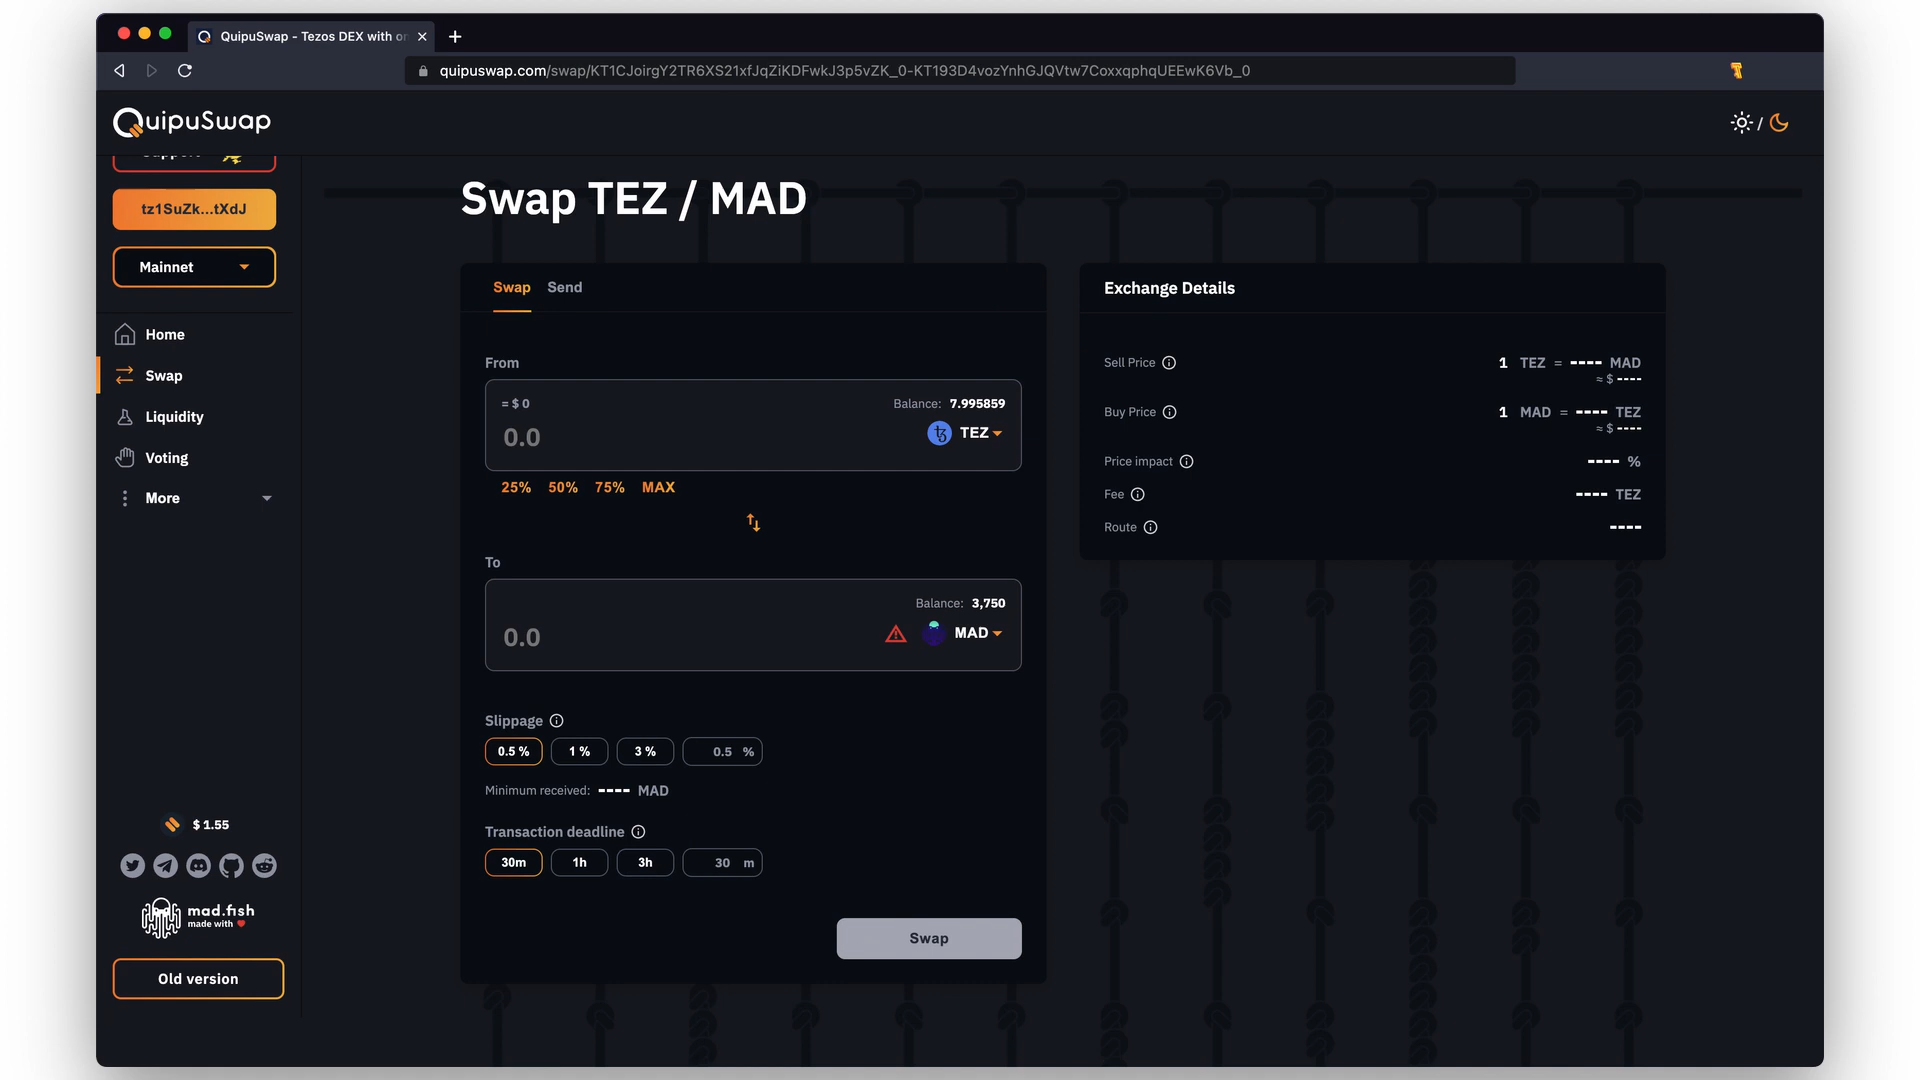 QuipuSwap - Tezos DEX with on
quipuswap.com/swap/KT1CJoirgY2TR6XS21xfJqZiKDFwkJ3p5vZK_0-KT193D4vozYnhGJQVtw7CoxxqphqUEEwK6Vb_0
QuipuSwap
/
Support
tz1SuZk...tXdJ
Mainnet
Home
Swap
Liquidity
Voting
More
$ 1.55
mad.fish
made with
Old version
Swap TEZ / MAD
Swap Send
From
= $ 0 Balance: 7.995859
0.0 TEZ
25% 50% 75% MAX
To
Balance: 3,750
0.0 MAD
Slippage
0.5 % 1 % 3 % 0.5 %
Minimum received: ---- MAD
Transaction deadline
30m 1h 3h 30 m
Swap
Exchange Details
Sell Price 1 TEZ = ---- MAD
≈ $ ----
Buy Price 1 MAD = ---- TEZ
≈ $ ----
Price impact ---- %
Fee ---- TEZ
Route ----